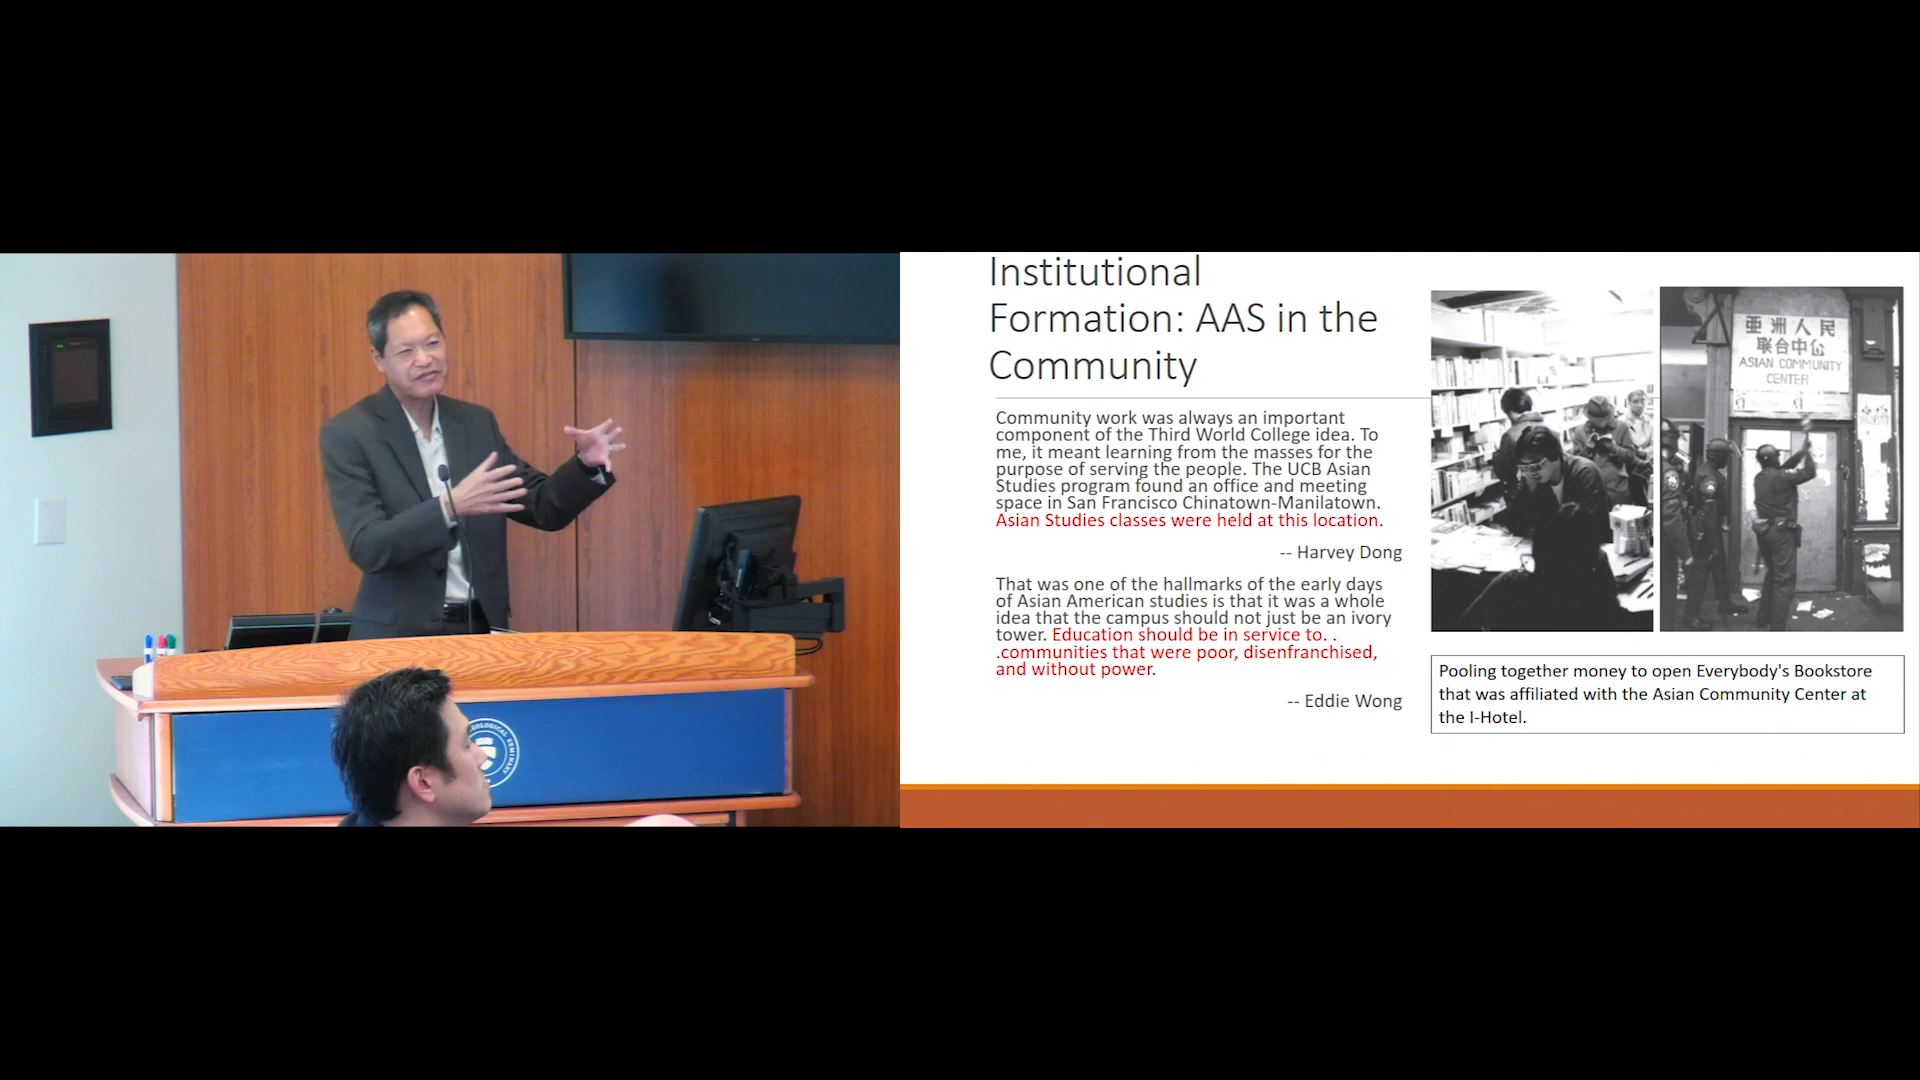 Institutional
Formation: AAS in the
Community
Community work was always an important
component of the Third World College idea. To
me, it meant learning from the masses for the
purpose of serving the people. The UCB Asian
Studies program found an office and meeting
space in San Francisco Chinatown-Manilatown.
Asian Studies classes were held at this location.
-- Harvey Dong
That was one of the hallmarks of the early days
of Asian American studies is that it was a whole
idea that the campus should not just be an ivory
tower. Education should be in service to. .
.communities that were poor, disenfranchised,
and without power.
-- Eddie Wong
亜洲人民
联合中心
ASIAN COMMUNITY
CENTER
Pooling together money to open Everybody's Bookstore
that was affiliated with the Asian Community Center at
the I-Hotel.
SEMINARY